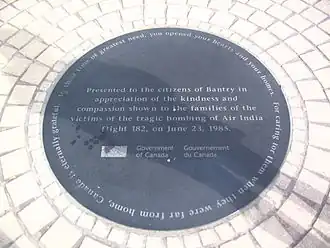 In their time of greatest need, you opened your hearts and your homes. For caring for them when they were far from home, Canada is eternally grateful.
Presented to the citizens of Bantry in
appreciation of the kindness and
compassion shown to the families of the
victims of the tragic bombing of Air India
Flight 182, on June 23, 1985.
Government Gouvernement
of Canada du Canada